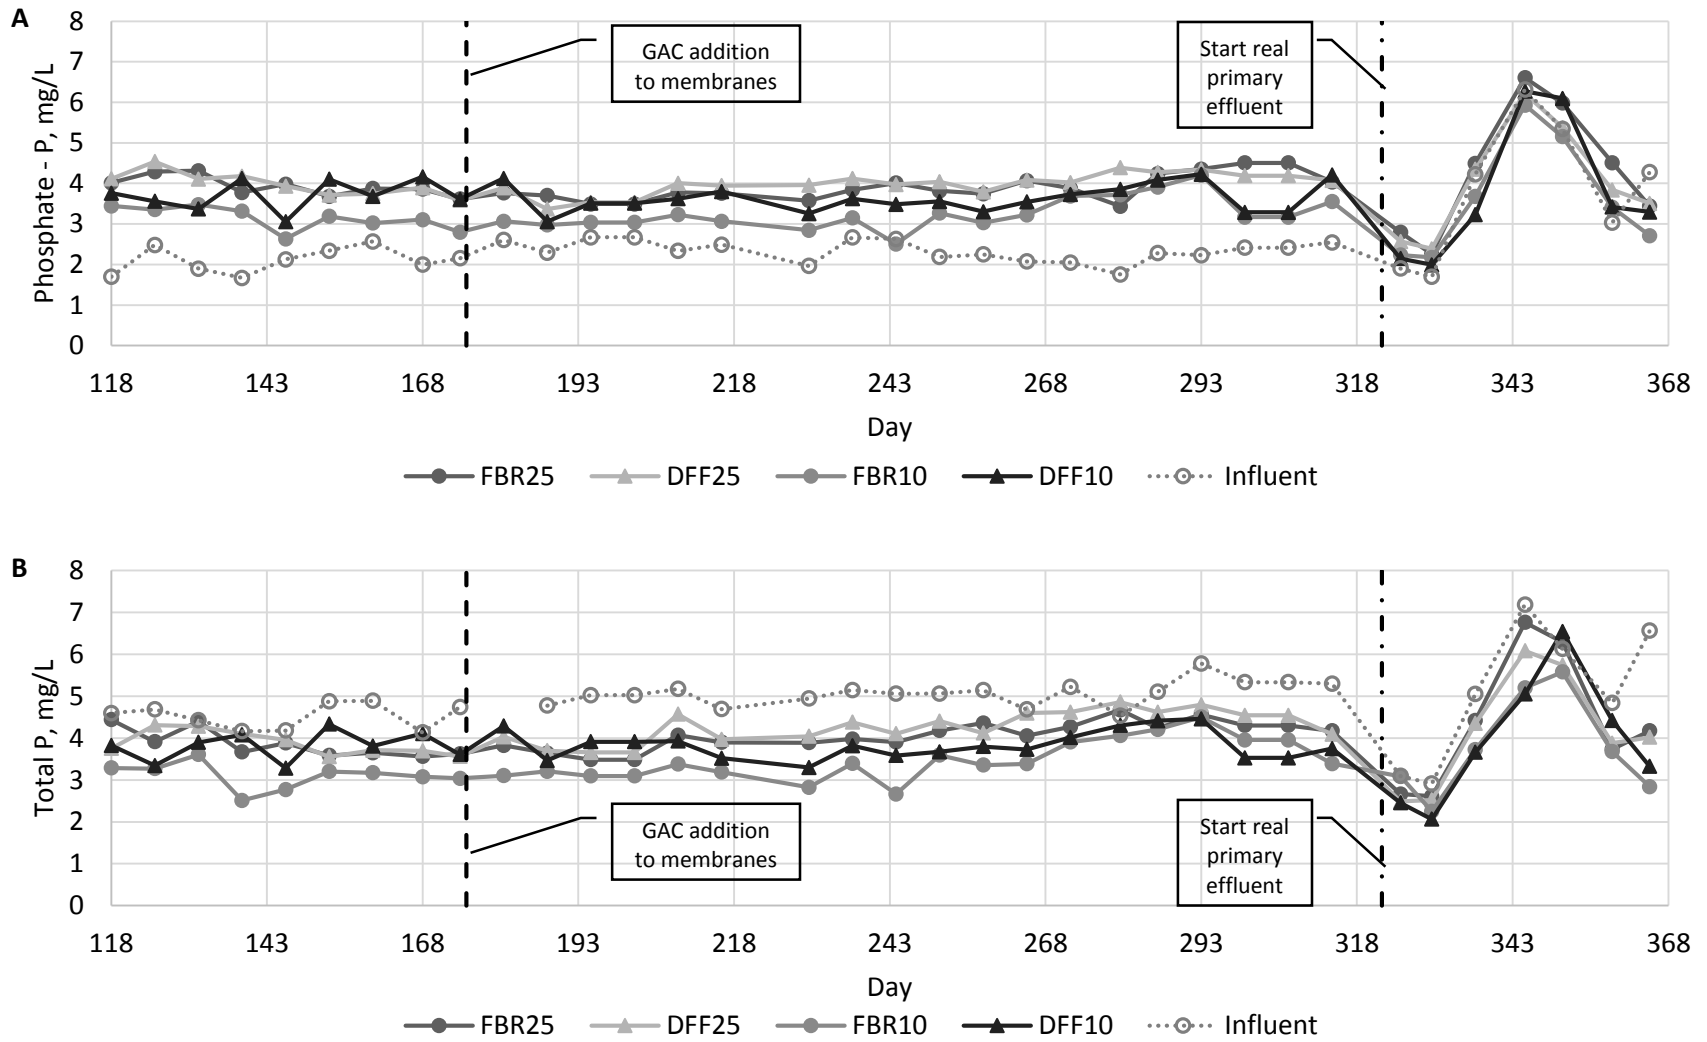 A
8
7
6
5
4
3
2
1
0
Phosphate - P, mg/L
GAC addition
to membranes
Start real
primary
effluent
118 143 168 193 218 243 268 293 318 343 368
Day
FBR25 DFF25 FBR10 DFF10 Influent
B
8
7
6
5
4
3
2
1
0
Total P, mg/L
GAC addition
to membranes
Start real
primary
effluent
118 143 168 193 218 243 268 293 318 343 368
Day
FBR25 DFF25 FBR10 DFF10 Influent